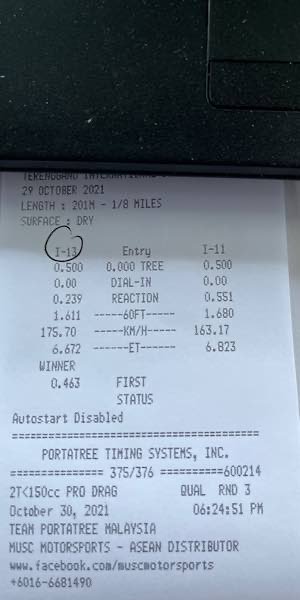 TERENGGANU INTERNATIONAL
29 OCTOBER 2021
LENGTH : 201M - 1/8 MILES
SURFACE : DRY
I-13 Entry I-11
0.500 0.000 TREE 0.500
0.00 DIAL-IN 0.00
0.239 REACTION 0.551
1.611 -----60FT----- 1.680
175.70 -----KM/H----- 163.17
6.672 ------ET------ 6.823
WINNER
0.463 FIRST
STATUS
Autostart Disabled
========================================
PORTATREE TIMING SYSTEMS, INC.
=============== 375/376 ==========600214
2T<150cc PRO DRAG QUAL RND 3
October 30, 2021 06:24:51 PM
TEAM PORTATREE MALAYSIA
MUSC MOTORSPORTS - ASEAN DISTRIBUTOR
www.facebook.com/muscmotorsports
+6016-6681490